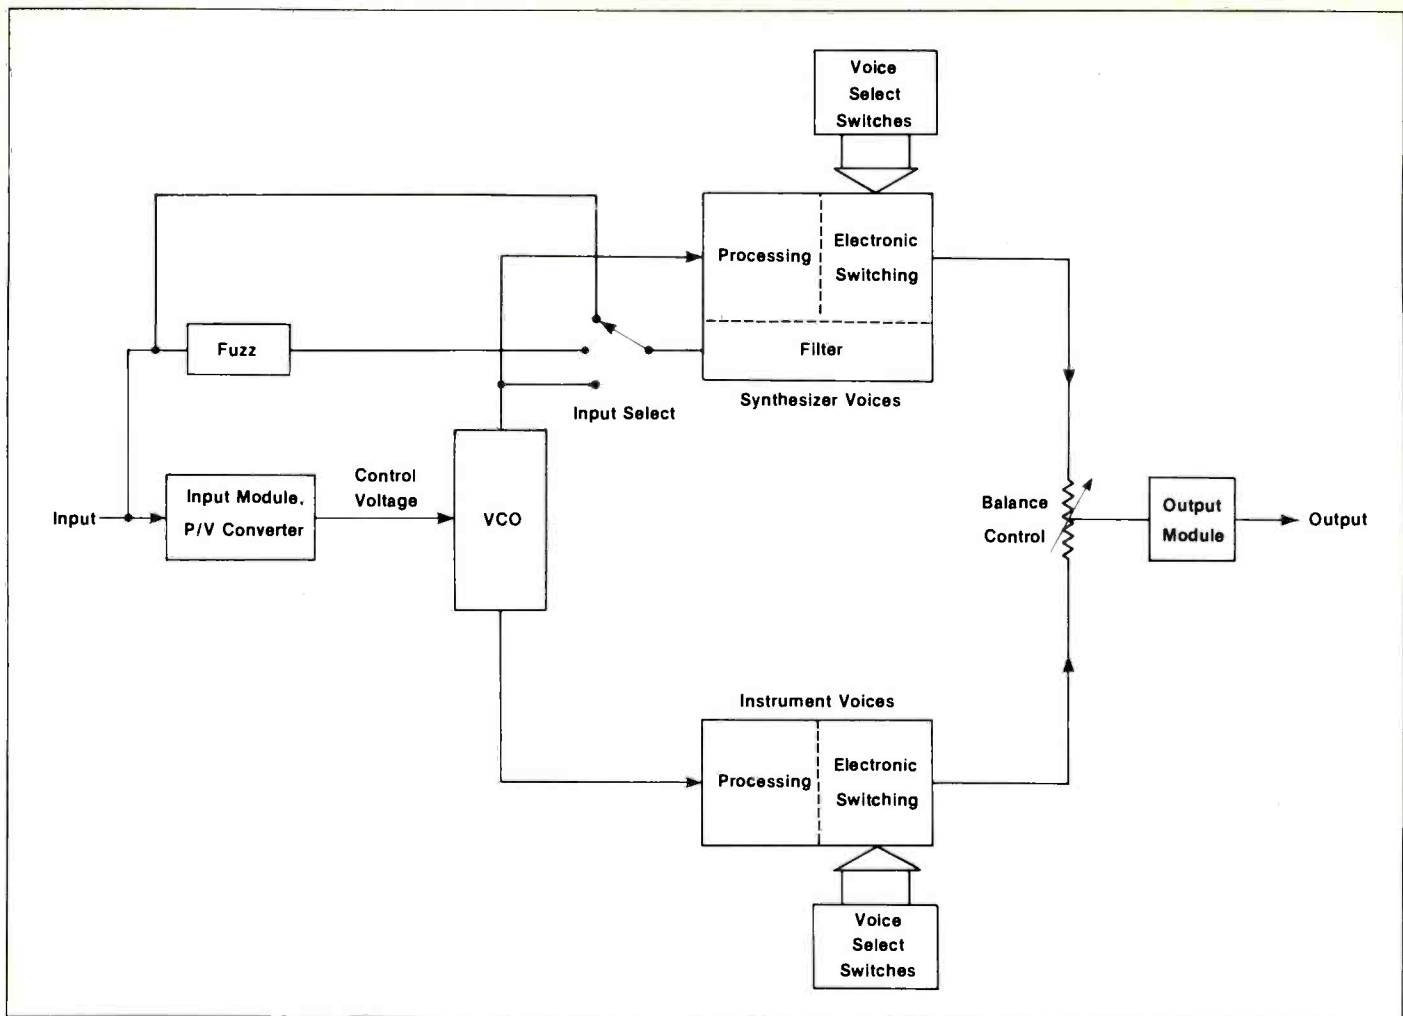 Voice
Select
Switches
Processing
Electronic
Switching
Fuzz
Filter
Input Select
Synthesizer Voices
Input
Input Module,
P/V Converter
Control
Voltage
VCO
Balance
Control
Output
Module
Output
Instrument Voices
Processing
Electronic
Switching
Voice
Select
Switches